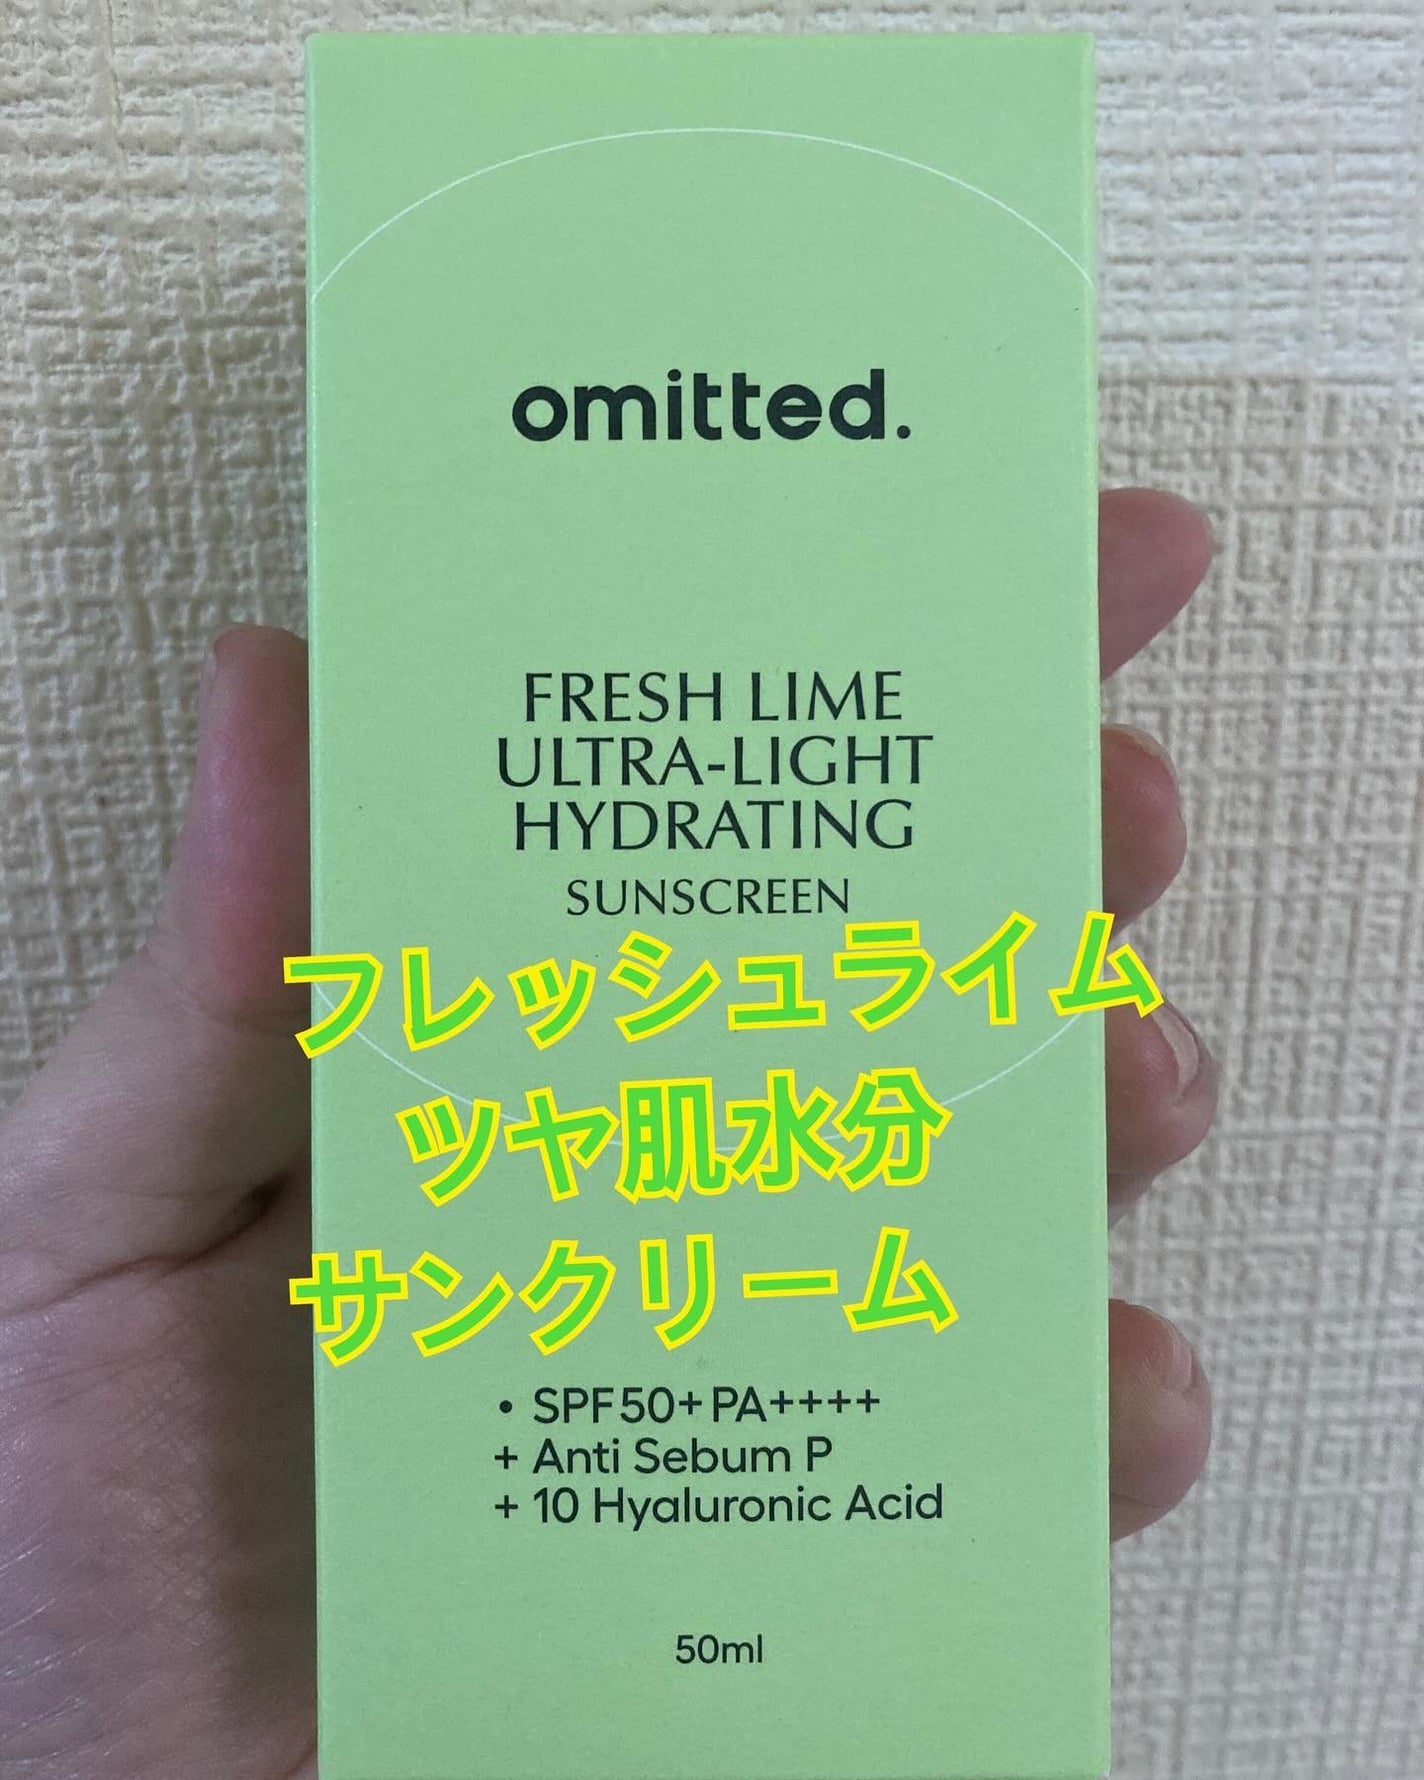 omitted.
FRESH LIME
ULTRA-LIGHT
HYDRATING
SUNSCREEN
フレッシュライム
ツヤ肌水分
サンクリーム
• SPF50+ PA++++
+ Anti Sebum P
+ 10 Hyaluronic Acid
50ml